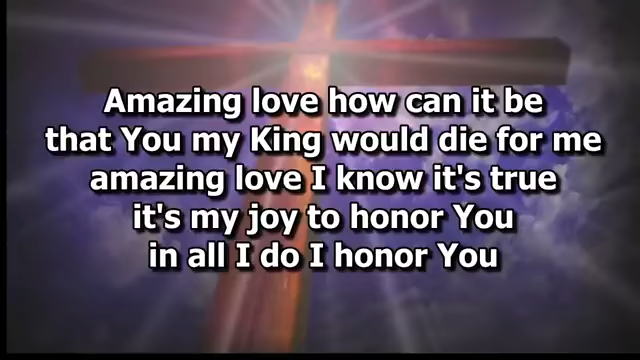 Amazing love how can it be
that You my King would die for me
amazing love I know it's true
it's my joy to honor You
in all I do I honor You